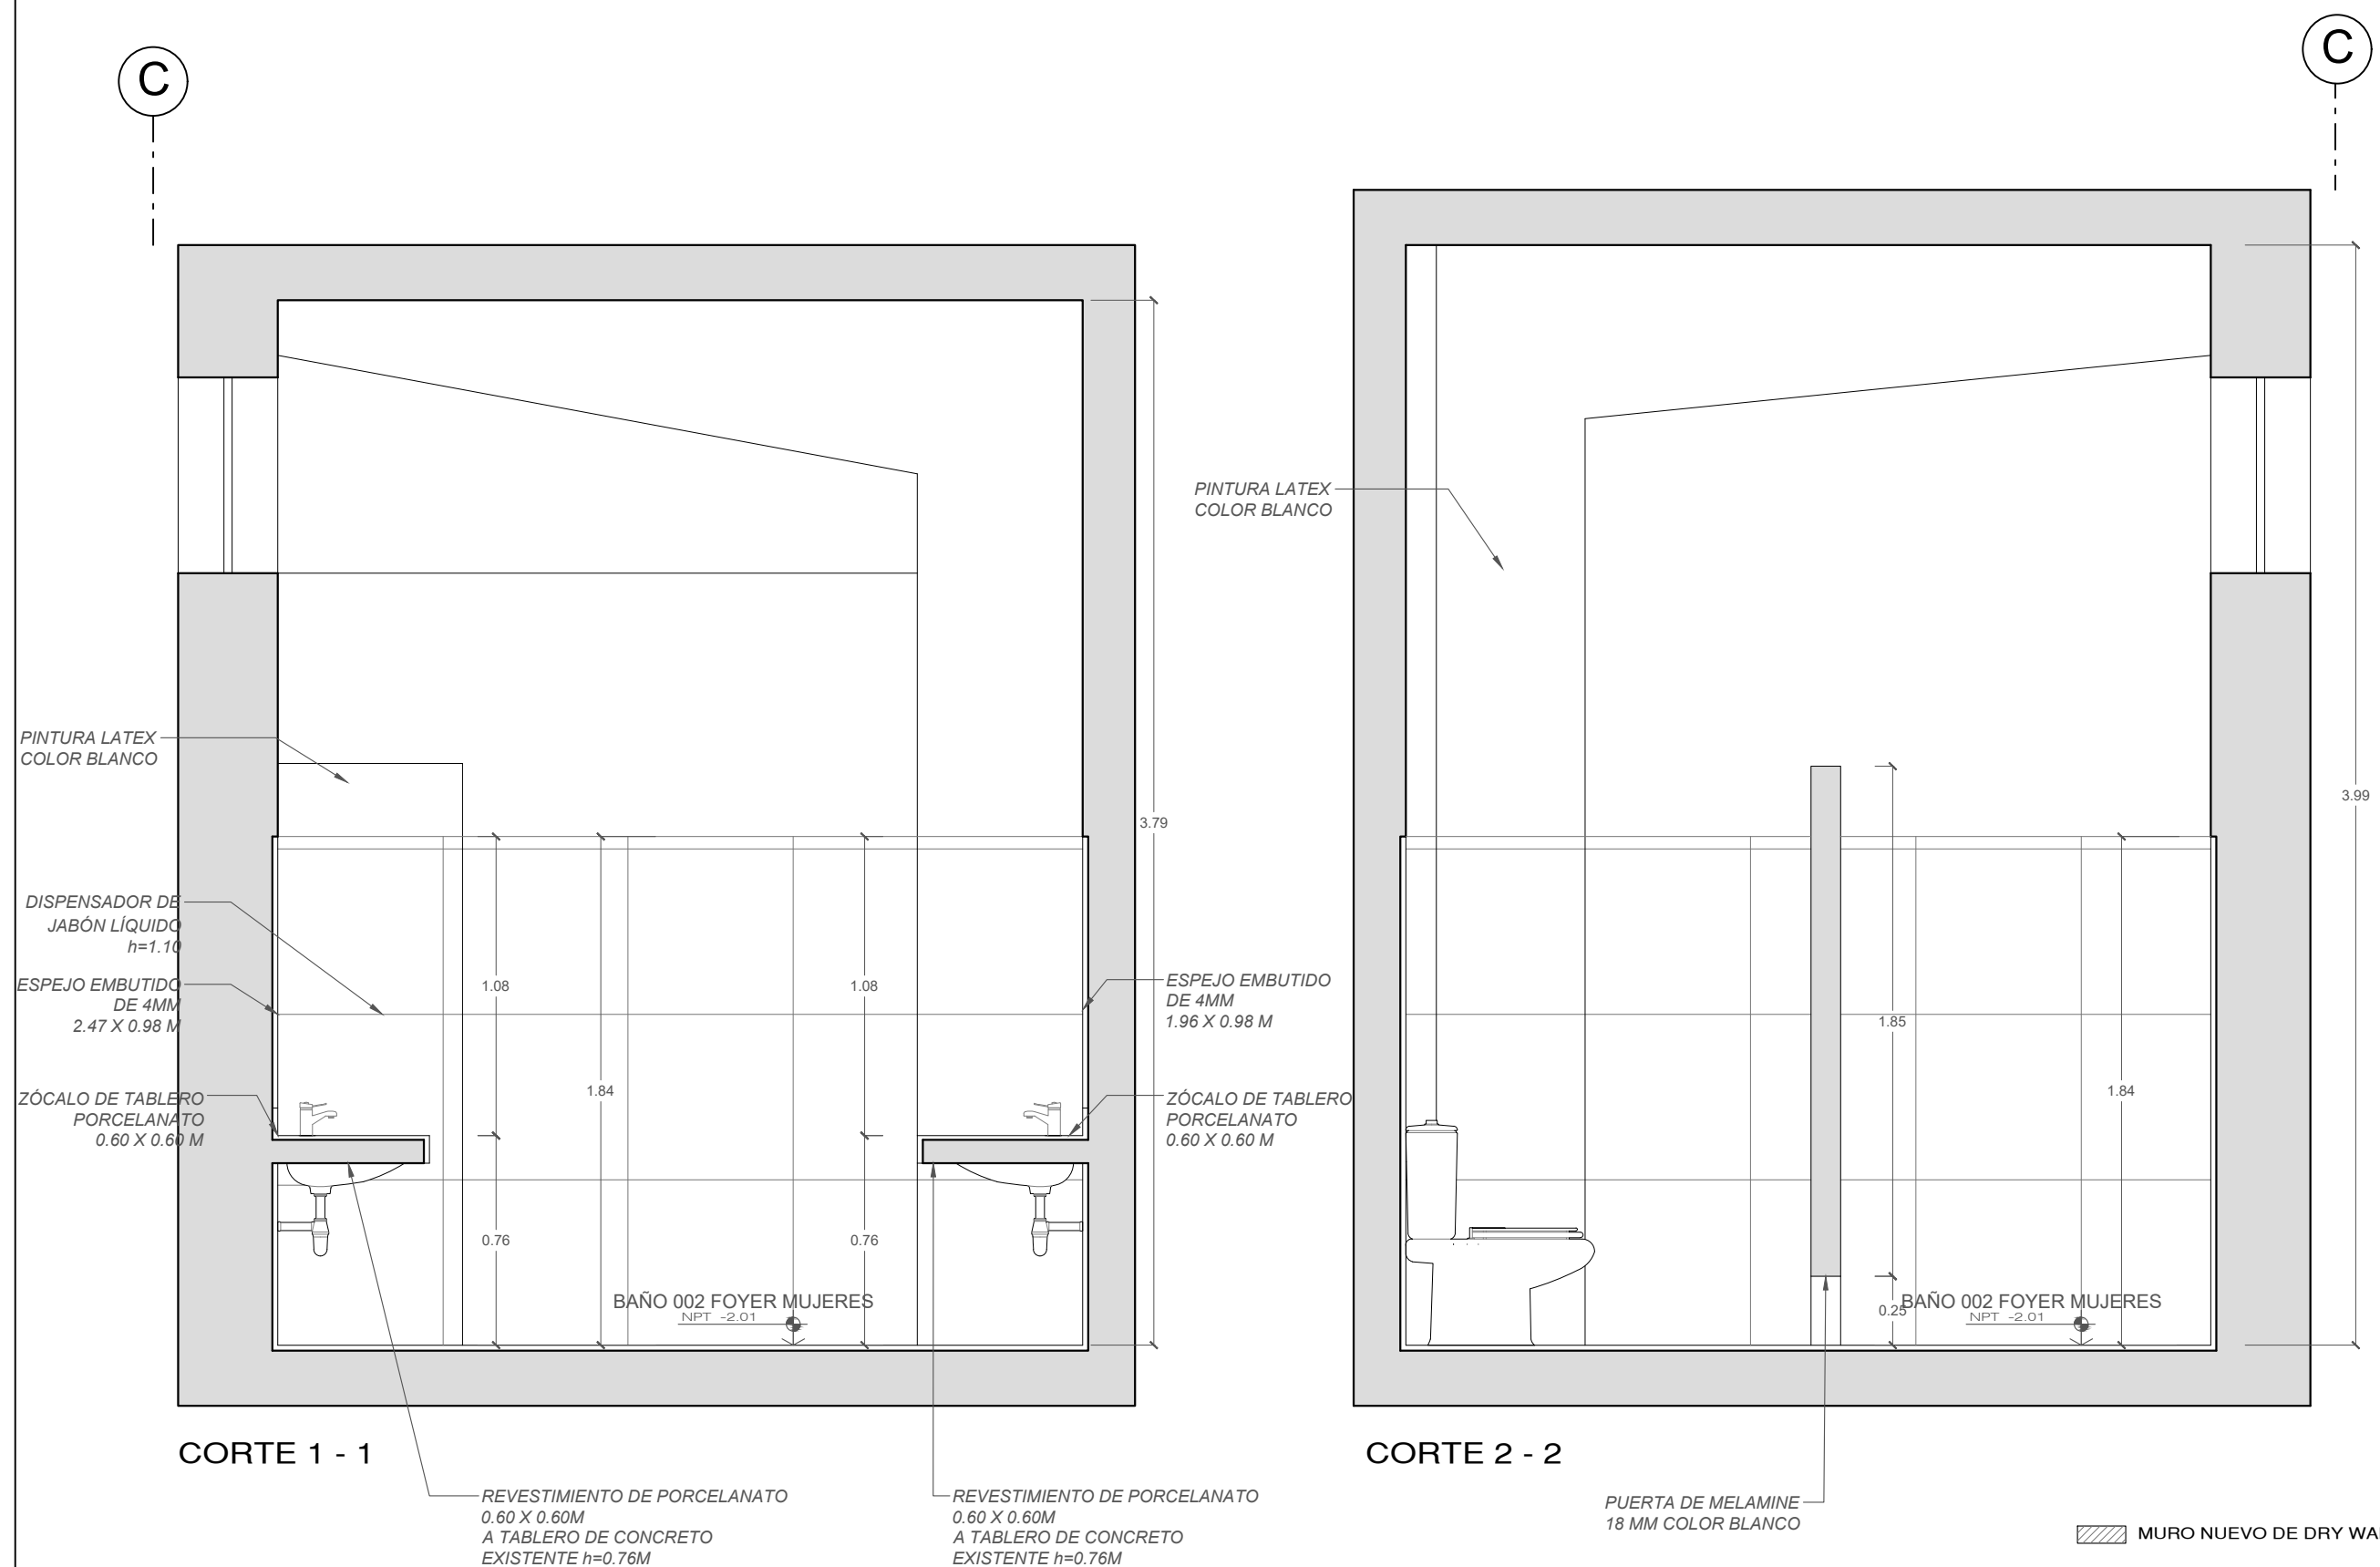 C
C
PINTURA LATEX
COLOR BLANCO
PINTURA LATEX
COLOR BLANCO
3.79
3.99
DISPENSADOR DE
JABÓN LÍQUIDO
h=1.10
ESPEJO EMBUTIDO
DE 4MM
2.47 X 0.98 M
1.08
1.08
ESPEJO EMBUTIDO
DE 4MM
1.96 X 0.98 M
1.85
1.84
1.84
ZÓCALO DE TABLERO
PORCELANATO
0.60 X 0.60 M
ZÓCALO DE TABLERO
PORCELANATO
0.60 X 0.60 M
0.76
0.76
BAÑO 002 FOYER MUJERES
NPT -2.01
0.25
BAÑO 002 FOYER MUJERES
NPT -2.01
CORTE 1 - 1
CORTE 2 - 2
REVESTIMIENTO DE PORCELANATO
0.60 X 0.60M
A TABLERO DE CONCRETO
EXISTENTE h=0.76M
REVESTIMIENTO DE PORCELANATO
0.60 X 0.60M
A TABLERO DE CONCRETO
EXISTENTE h=0.76M
PUERTA DE MELAMINE
18 MM COLOR BLANCO
MURO NUEVO DE DRY WA